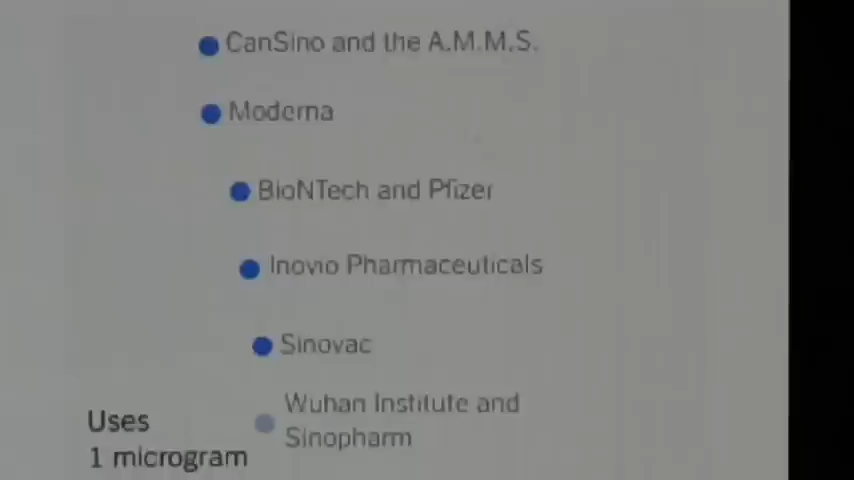 CanSino and the A.M.M.S.
Moderna
BioNTech and Pfizer
Inovio Pharmaceuticals
Sinovac
Wuhan Institute and
Sinopharm
Uses
1 microgram